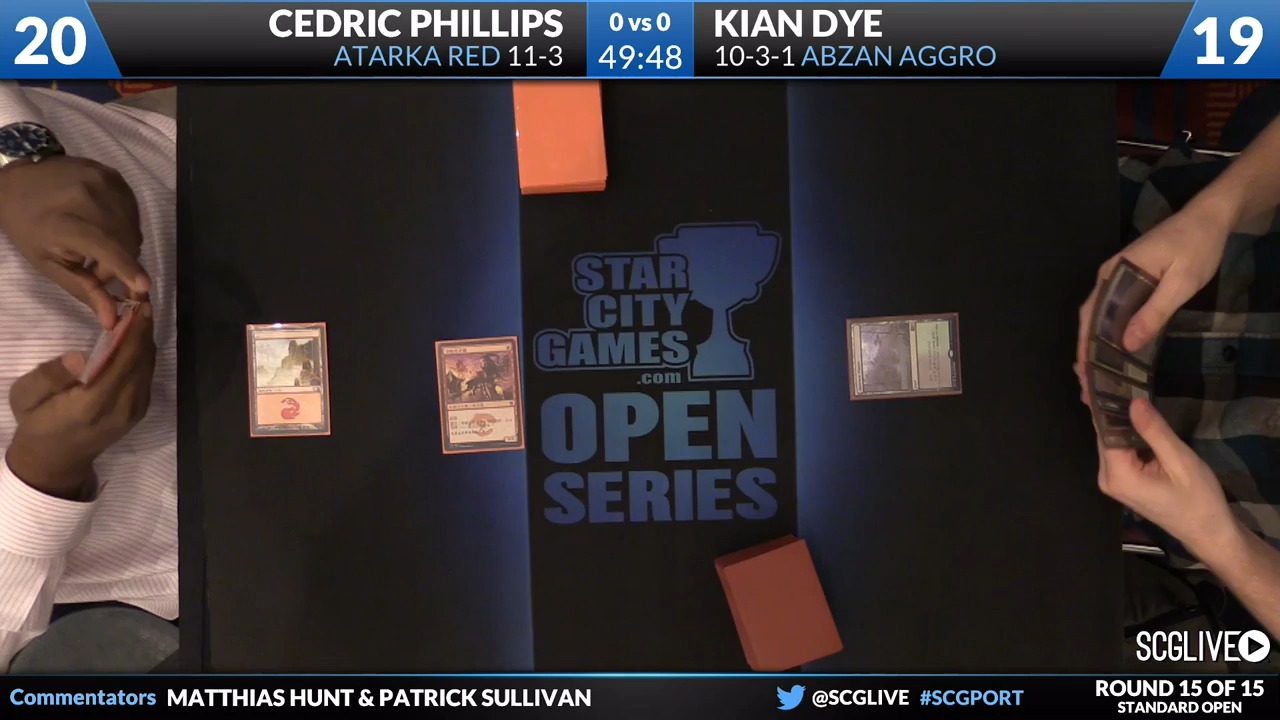 20
CEDRIC PHILLIPS
ATARKA RED 11-3
0 vs 0
49:48
KIAN DYE
10-3-1 ABZAN AGGRO
19
STAR
CITY
GAMES
.com
OPEN
SERIES
SCGLIVE
Commentators MATTHIAS HUNT & PATRICK SULLIVAN
@SCGLIVE #SCGPORT
ROUND 15 OF 15
STANDARD OPEN